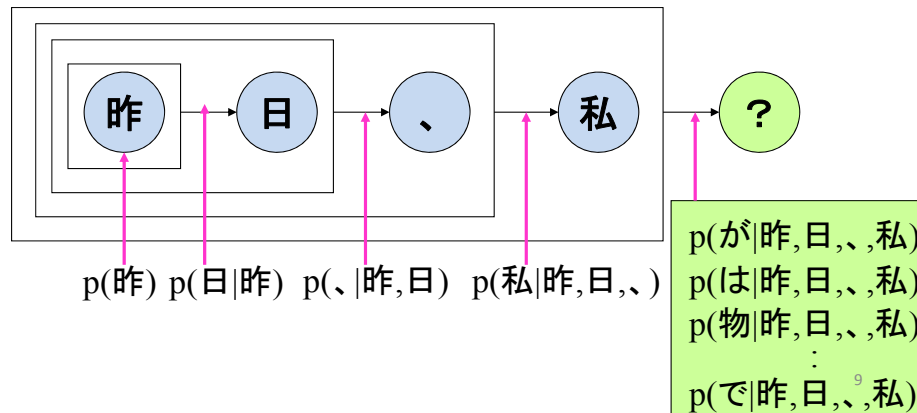 昨 日 、 私 ?
p(昨) p(日|昨) p(、|昨,日) p(私|昨,日,、)
p(が|昨,日,、,私)
p(は|昨,日,、,私)
p(物|昨,日,、,私)
:
p(で|昨,日,、,私)
9